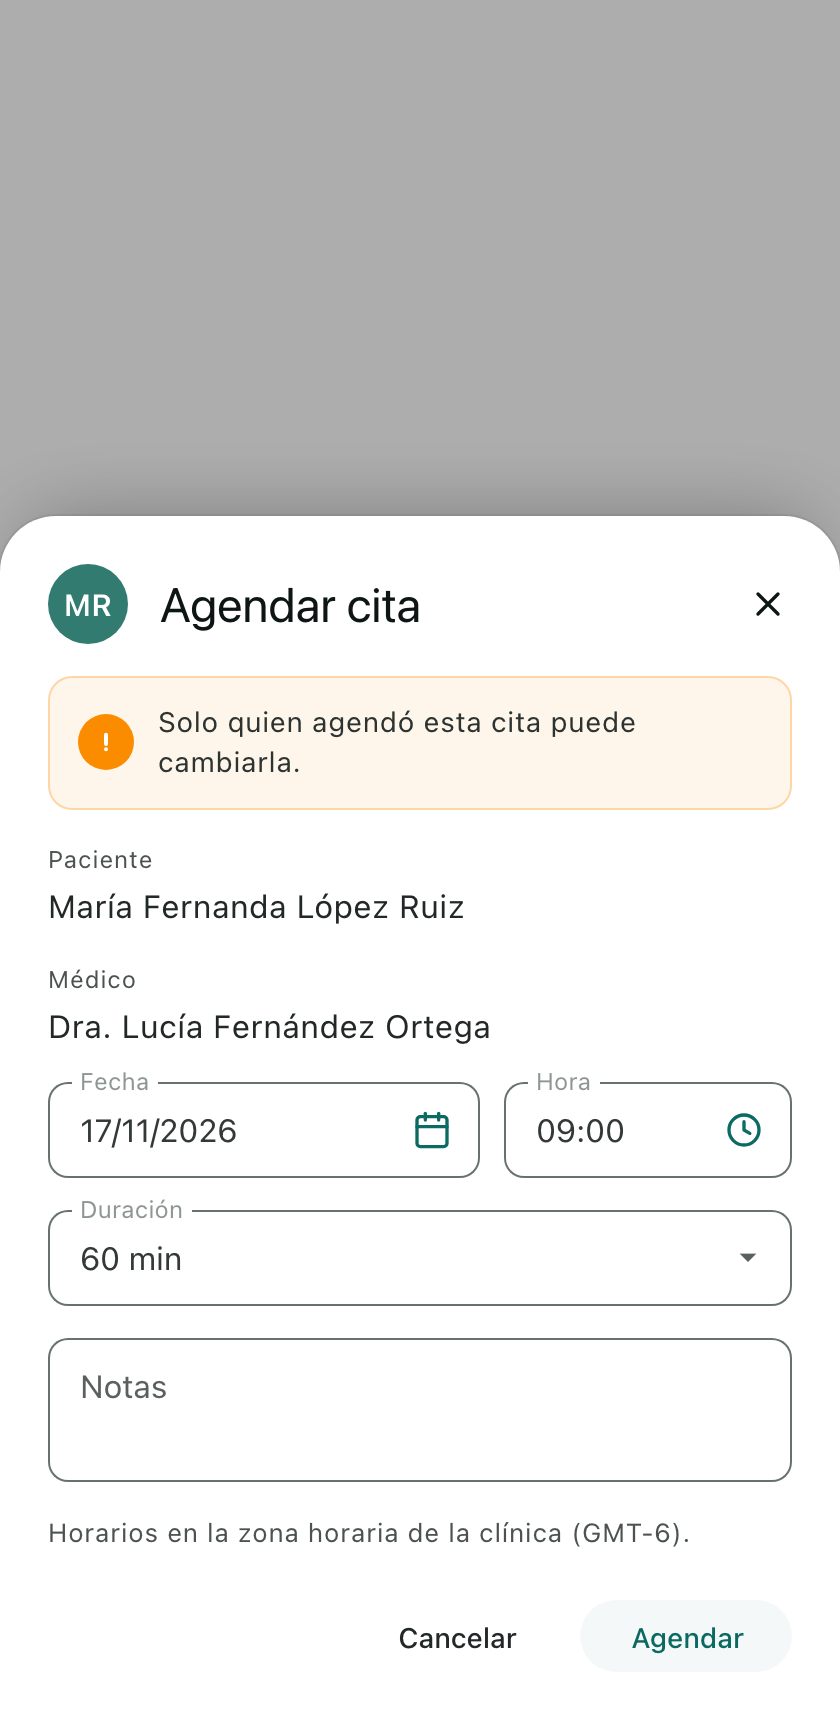 MR
Agendar cita
!
Solo quien agendó esta cita puede
cambiarla.
Paciente
María Fernanda López Ruiz
Médico
Dra. Lucía Fernández Ortega
Fecha
17/11/2026
Hora
09:00
Duración
60 min
Notas
Horarios en la zona horaria de la clínica (GMT-6).
Cancelar
Agendar